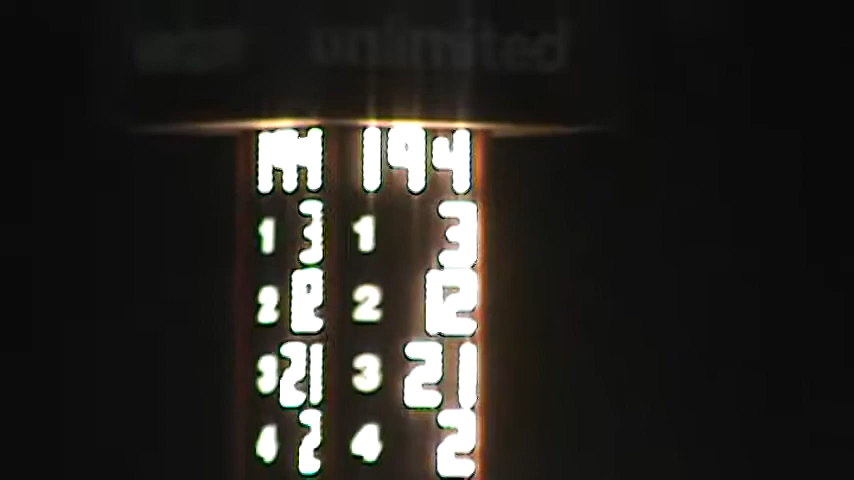 unlimited
194 194
1 3 1 3
2 12 2 12
3 21 3 21
4 2 4 2